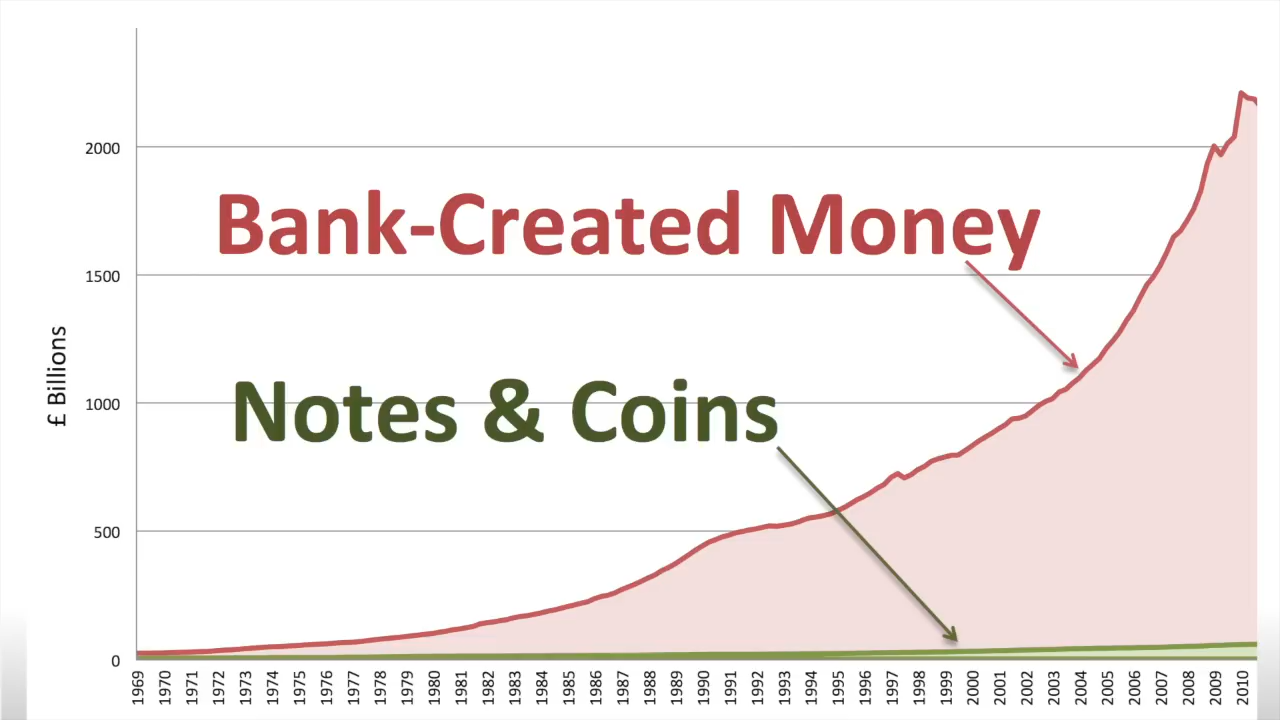 2000
Bank-Created Money
1500
£ Billions
Notes & Coins
1000
500
0
1969 1970 1971 1972 1973 1974 1975 1976 1977 1978 1979 1980 1981 1982 1983 1984 1985 1986 1987 1988 1989 1990 1991 1992 1993 1994 1995 1996 1997 1998 1999 2000 2001 2002 2003 2004 2005 2006 2007 2008 2009 2010